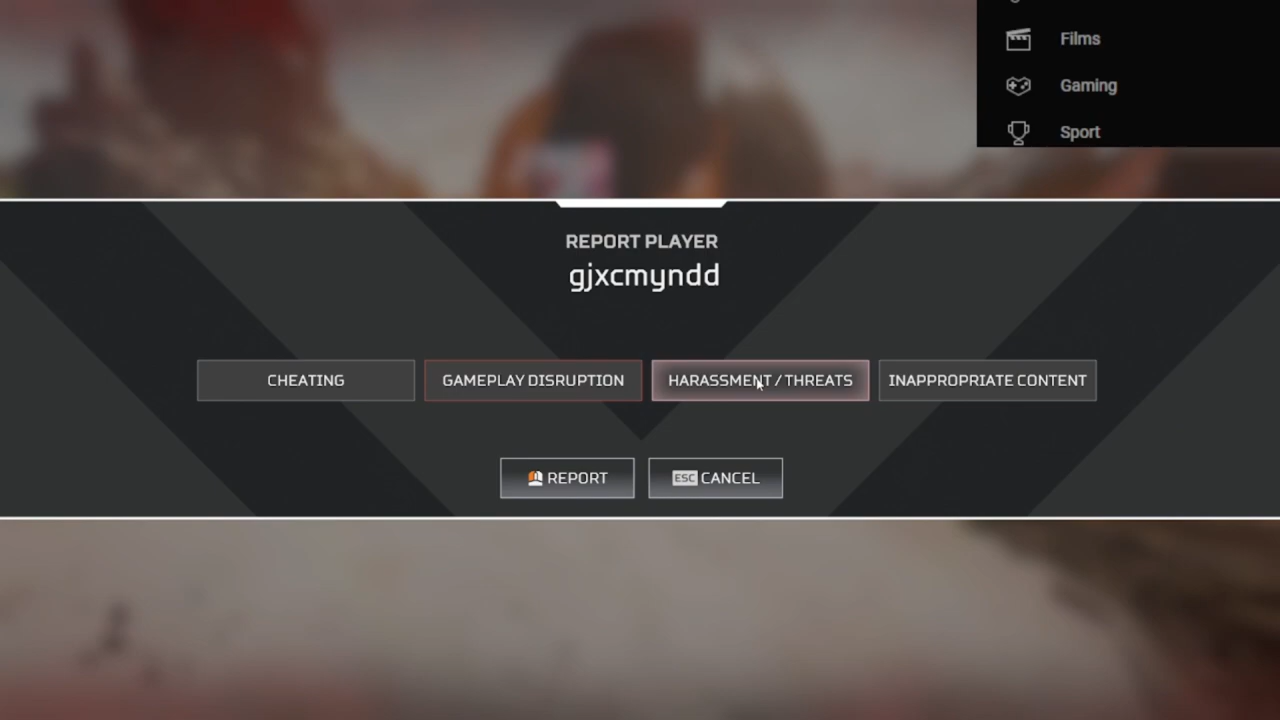 Films
Gaming
Sport
REPORT PLAYER
gjxcmyndd
CHEATING
GAMEPLAY DISRUPTION
HARASSMENT / THREATS
INAPPROPRIATE CONTENT
REPORT
ESC CANCEL